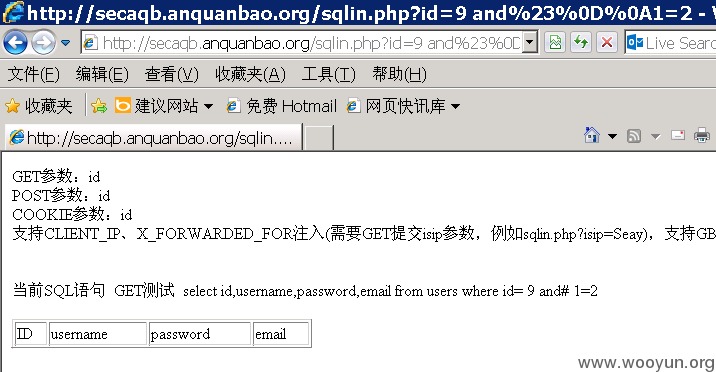 http://secaqb.anquanbao.org/sqlin.php?id=9 and%23%0D%0A1=2 -
http://secaqb.anquanbao.org/sqlin.php?id=9 and%23%0D Live Searc
文件(F) 编辑(E) 查看(V) 收藏夹(A) 工具(T) 帮助(H)
收藏夹 建议网站 免费 Hotmail 网页快讯库
http://secaqb.anquanbao.org/sqlin....
GET参数：id
POST参数：id
COOKIE参数：id
支持CLIENT_IP、X_FORWARDED_FOR注入(需要GET提交isip参数，例如sqlin.php?isip=Seay)，支持GB
当前SQL语句 GET测试 select id,username,password,email from users where id= 9 and# 1=2
ID username password email
www.wooyun.org